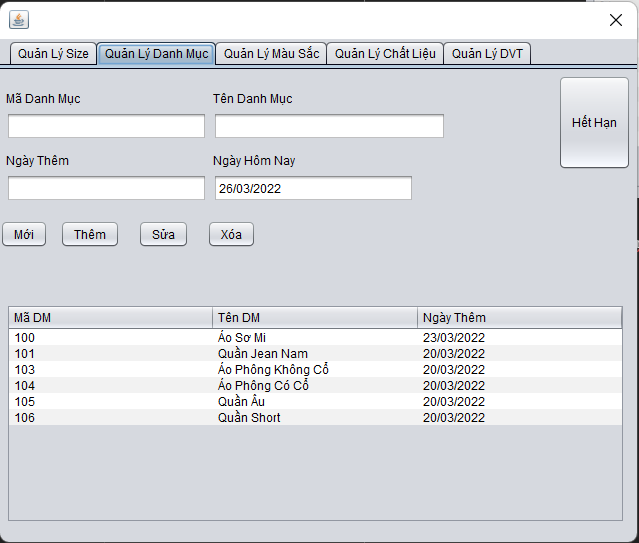 Quản Lý Size Quản Lý Danh Mục Quản Lý Màu Sắc Quản Lý Chất Liệu Quản Lý DVT
Mã Danh Mục Tên Danh Mục
Hết Hạn
Ngày Thêm Ngày Hôm Nay
26/03/2022
Mới Thêm Sửa Xóa
Mã DM Tên DM Ngày Thêm
100 Áo Sơ Mi 23/03/2022
101 Quần Jean Nam 20/03/2022
103 Áo Phông Không Cổ 20/03/2022
104 Áo Phông Có Cổ 20/03/2022
105 Quần Âu 20/03/2022
106 Quần Short 20/03/2022